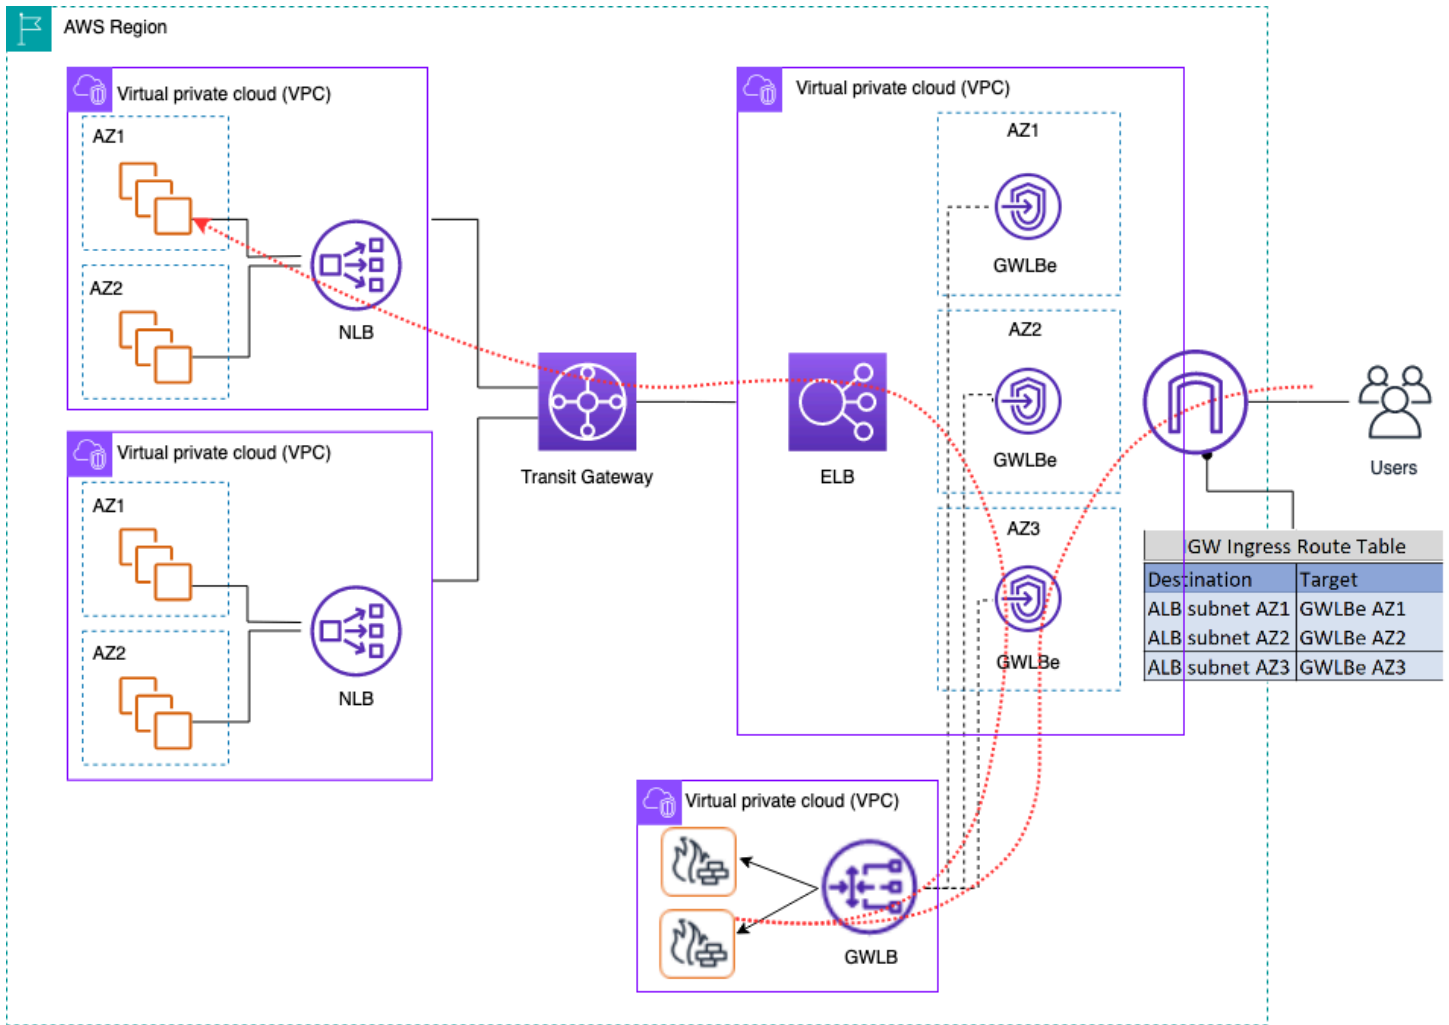 AWS Region
Virtual private cloud (VPC)
AZ1
AZ2
NLB
Virtual private cloud (VPC)
AZ1
AZ2
NLB
Transit Gateway
Virtual private cloud (VPC)
ELB
AZ1
GWLBe
AZ2
GWLBe
AZ3
GWLBe
Users
IGW Ingress Route Table
Destination Target
ALB subnet AZ1 GWLBe AZ1
ALB subnet AZ2 GWLBe AZ2
ALB subnet AZ3 GWLBe AZ3
Virtual private cloud (VPC)
GWLB